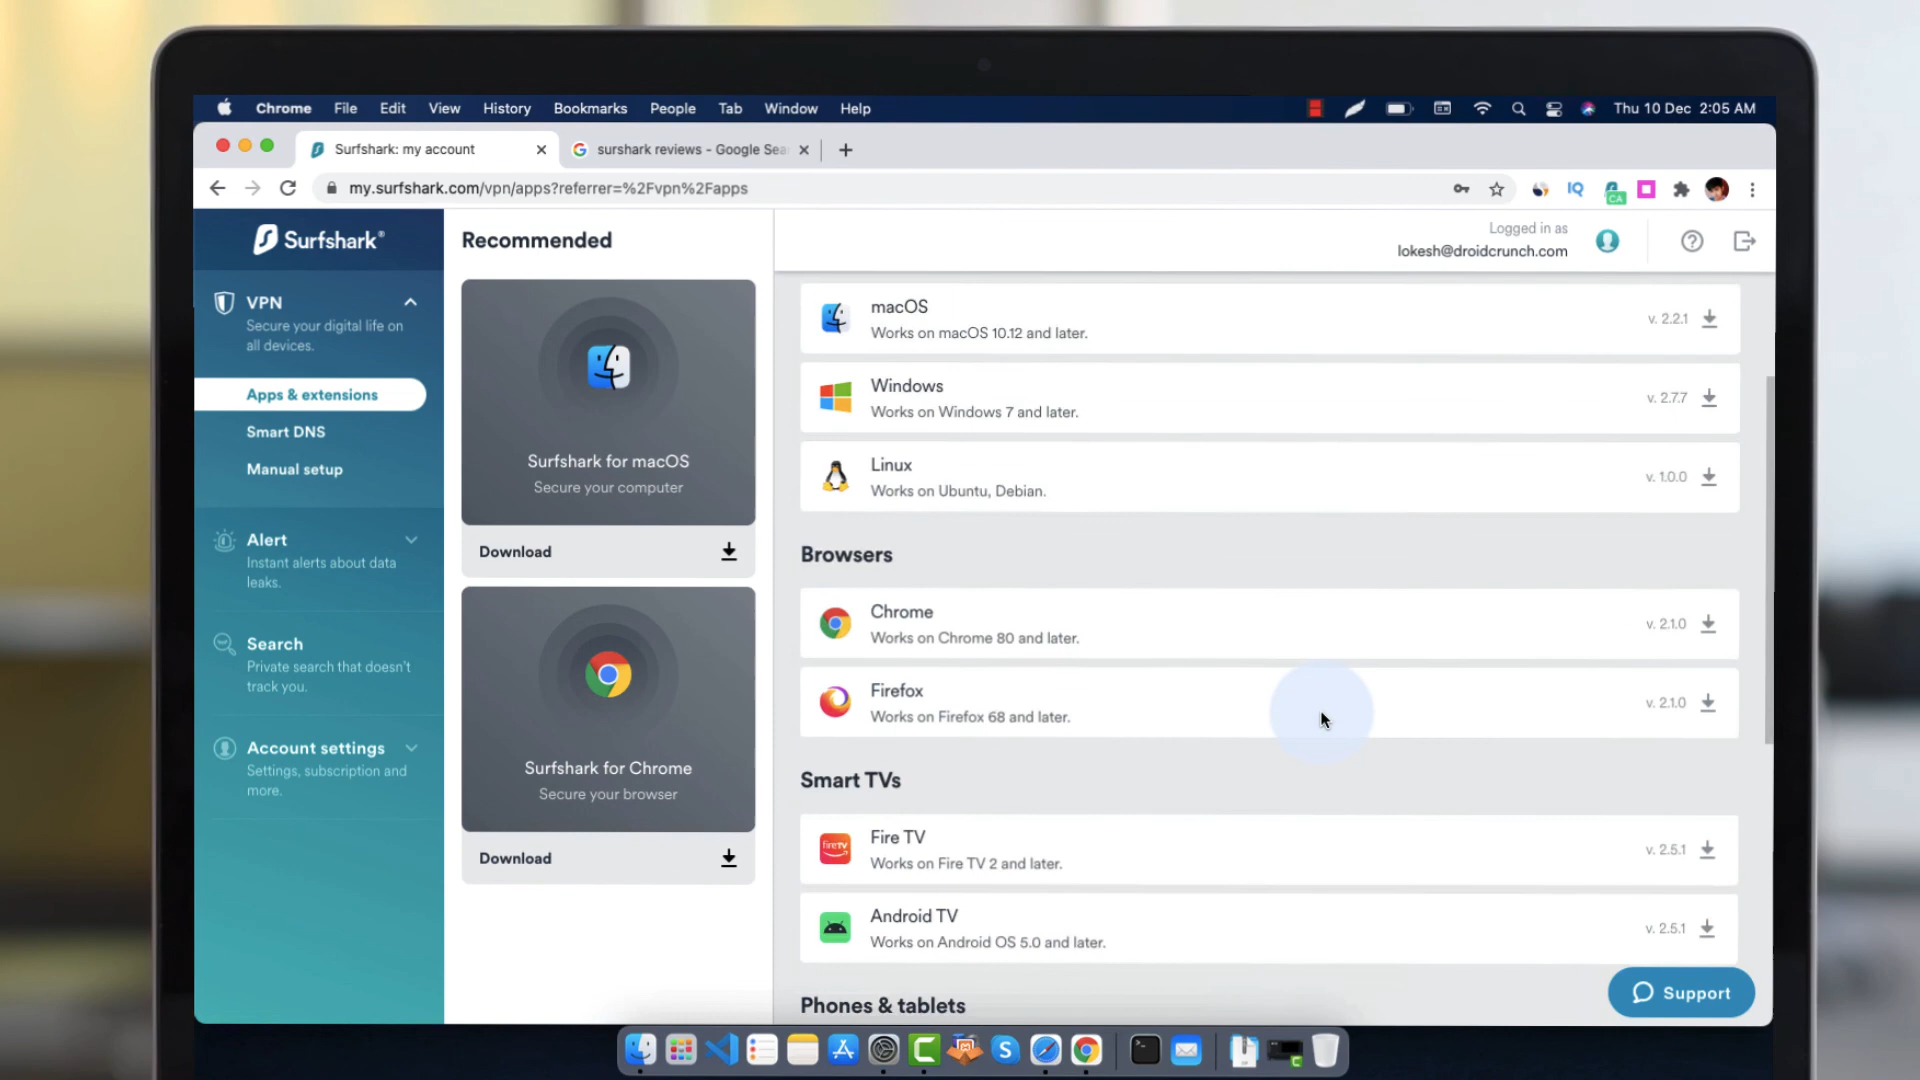 Chrome File Edit View History Bookmarks People Tab Window Help
Thu 10 Dec 2:05 AM
Surfshark: my account
surshark reviews - Google Sea
my.surfshark.com/vpn/apps?referrer=%2Fvpn%2Fapps
IQ
CA
Surfshark®
VPN
Secure your digital life on
all devices.
Apps & extensions
Smart DNS
Manual setup
Alert
Instant alerts about data
leaks.
Search
Private search that doesn't
track you.
Account settings
Settings, subscription and
more.
Recommended
Surfshark for macOS
Secure your computer
Download
Surfshark for Chrome
Secure your browser
Download
Logged in as
lokesh@droidcrunch.com
macOS
Works on macOS 10.12 and later.
v. 2.2.1
Windows
Works on Windows 7 and later.
v. 2.7.7
Linux
Works on Ubuntu, Debian.
v. 1.0.0
Browsers
Chrome
Works on Chrome 80 and later.
v. 2.1.0
Firefox
Works on Firefox 68 and later.
v. 2.1.0
Smart TVs
fireTV
Fire TV
Works on Fire TV 2 and later.
v. 2.5.1
Android TV
Works on Android OS 5.0 and later.
v. 2.5.1
Phones & tablets
Support